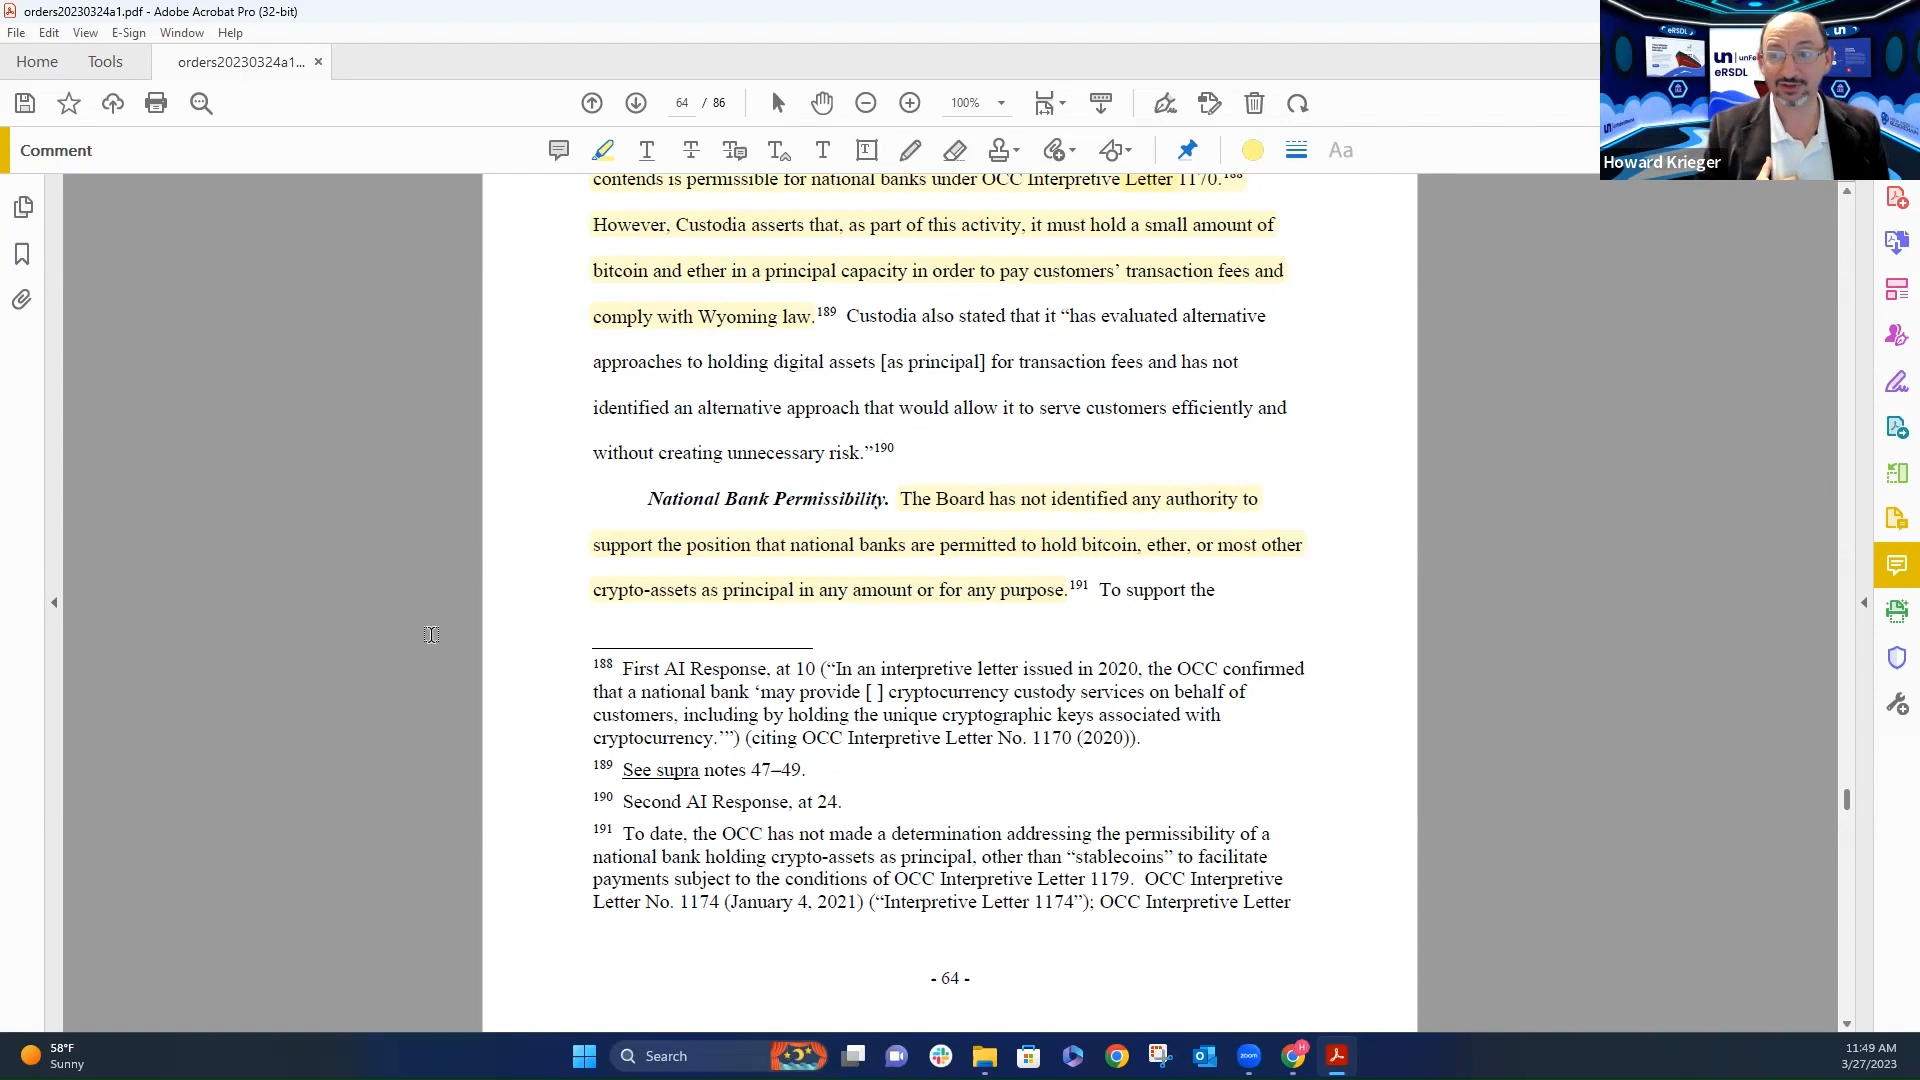 orders20230324a1.pdf - Adobe Acrobat Pro (32-bit)
File Edit View E-Sign Window Help
Home Tools orders20230324a1... ×
64 / 86 100%
Comment
Aa
eRSDL
un
un unFe
eRSDL
Howard Krieger
contends is permissible for national banks under OCC Interpretive Letter 1170.188
However, Custodia asserts that, as part of this activity, it must hold a small amount of
bitcoin and ether in a principal capacity in order to pay customers’ transaction fees and
comply with Wyoming law.189 Custodia also stated that it “has evaluated alternative
approaches to holding digital assets [as principal] for transaction fees and has not
identified an alternative approach that would allow it to serve customers efficiently and
without creating unnecessary risk.”190
National Bank Permissibility. The Board has not identified any authority to
support the position that national banks are permitted to hold bitcoin, ether, or most other
crypto-assets as principal in any amount or for any purpose.191 To support the
188 First AI Response, at 10 (“In an interpretive letter issued in 2020, the OCC confirmed
that a national bank ‘may provide [ ] cryptocurrency custody services on behalf of
customers, including by holding the unique cryptographic keys associated with
cryptocurrency.’”) (citing OCC Interpretive Letter No. 1170 (2020)).
189 See supra notes 47–49.
190 Second AI Response, at 24.
191 To date, the OCC has not made a determination addressing the permissibility of a
national bank holding crypto-assets as principal, other than “stablecoins” to facilitate
payments subject to the conditions of OCC Interpretive Letter 1179. OCC Interpretive
Letter No. 1174 (January 4, 2021) (“Interpretive Letter 1174”); OCC Interpretive Letter
- 64 -
58°F
Sunny
Search
zoom
H
11:49 AM
3/27/2023